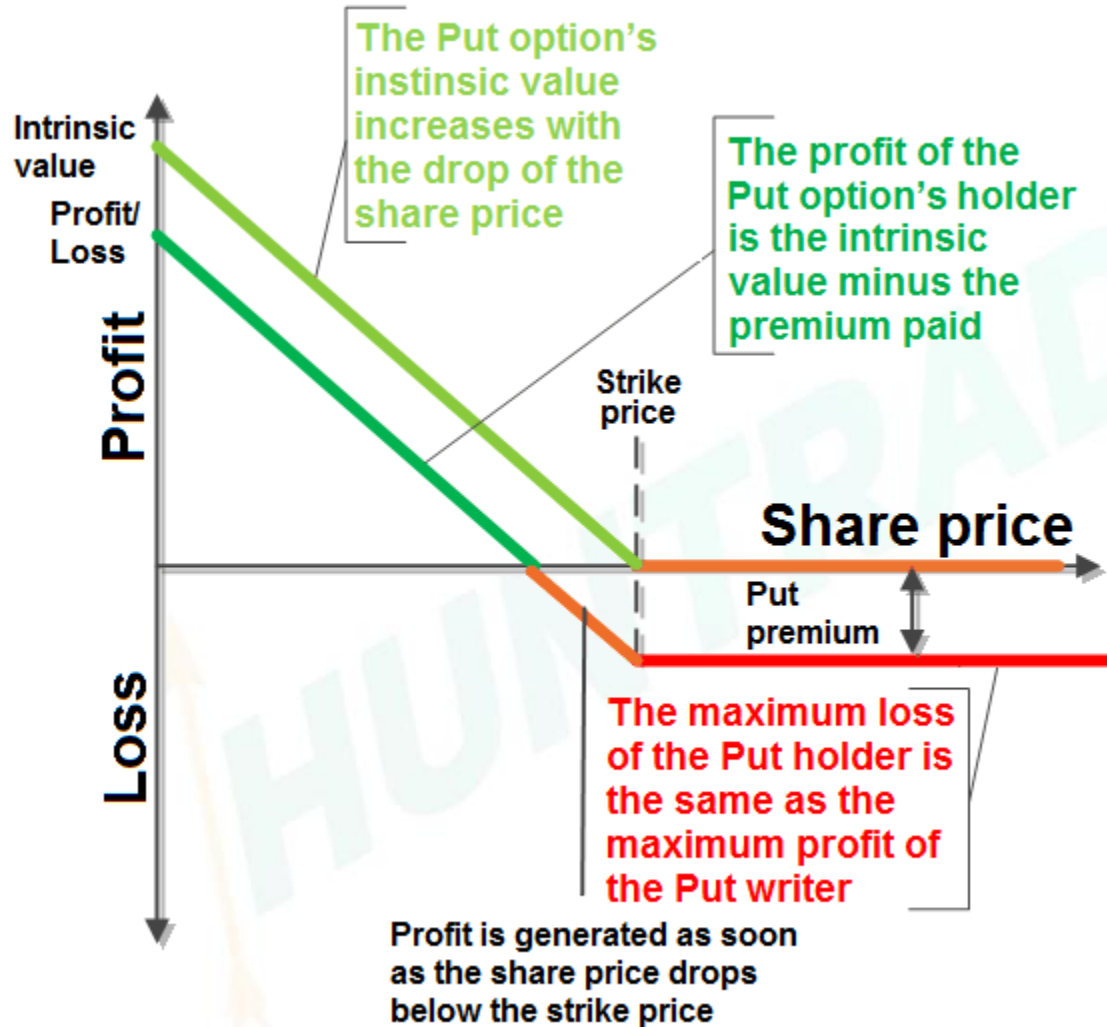 The Put option's
instinsic value
increases with
the drop of the
share price
Intrinsic
value
Profit/
Loss
Profit
The profit of the
Put option's holder
is the intrinsic
value minus the
premium paid
Strike
price
Share price
Put
premium
Loss
The maximum loss
of the Put holder is
the same as the
maximum profit of
the Put writer
Profit is generated as soon
as the share price drops
below the strike price
HUNTRAD